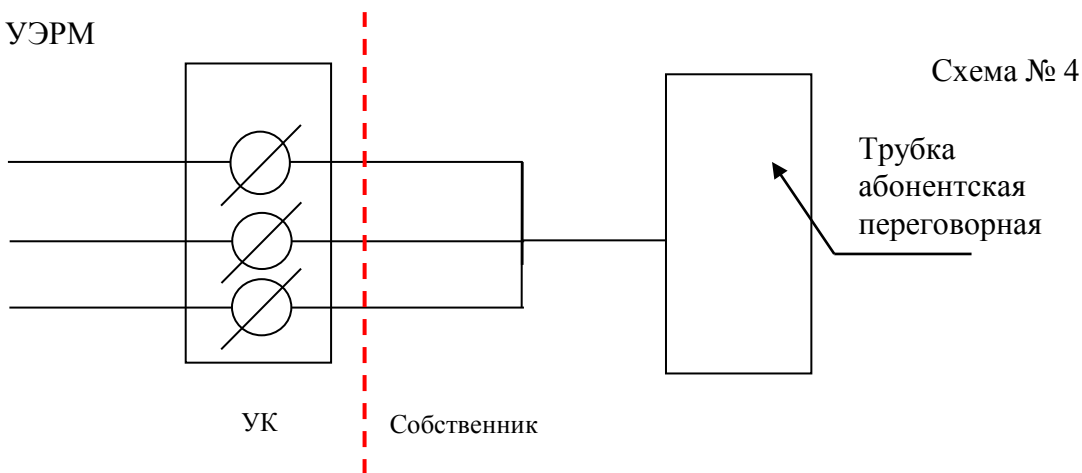 УЭРМ
Схема № 4
Трубка
абонентская
переговорная
УК
Собственник